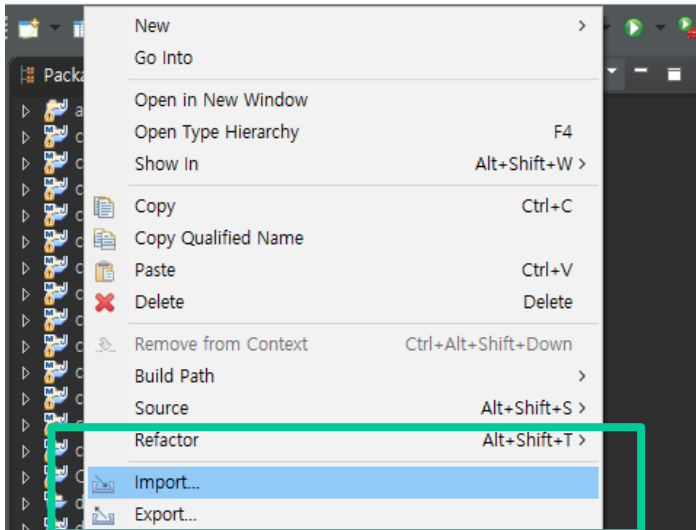 New
Go Into
Open in New Window
Open Type Hierarchy F4
Show In Alt+Shift+W >
Copy Ctrl+C
Copy Qualified Name
Paste Ctrl+V
Delete Delete
Remove from Context Ctrl+Alt+Shift+Down
Build Path >
Source Alt+Shift+S >
Refactor Alt+Shift+T >
Import...
Export...